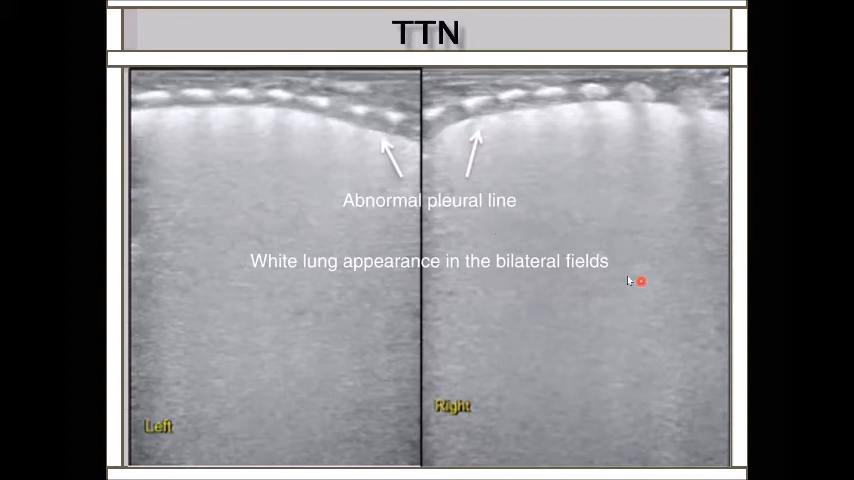 TTN
Abnormal pleural line
White lung appearance in the bilateral fields
Right
Left